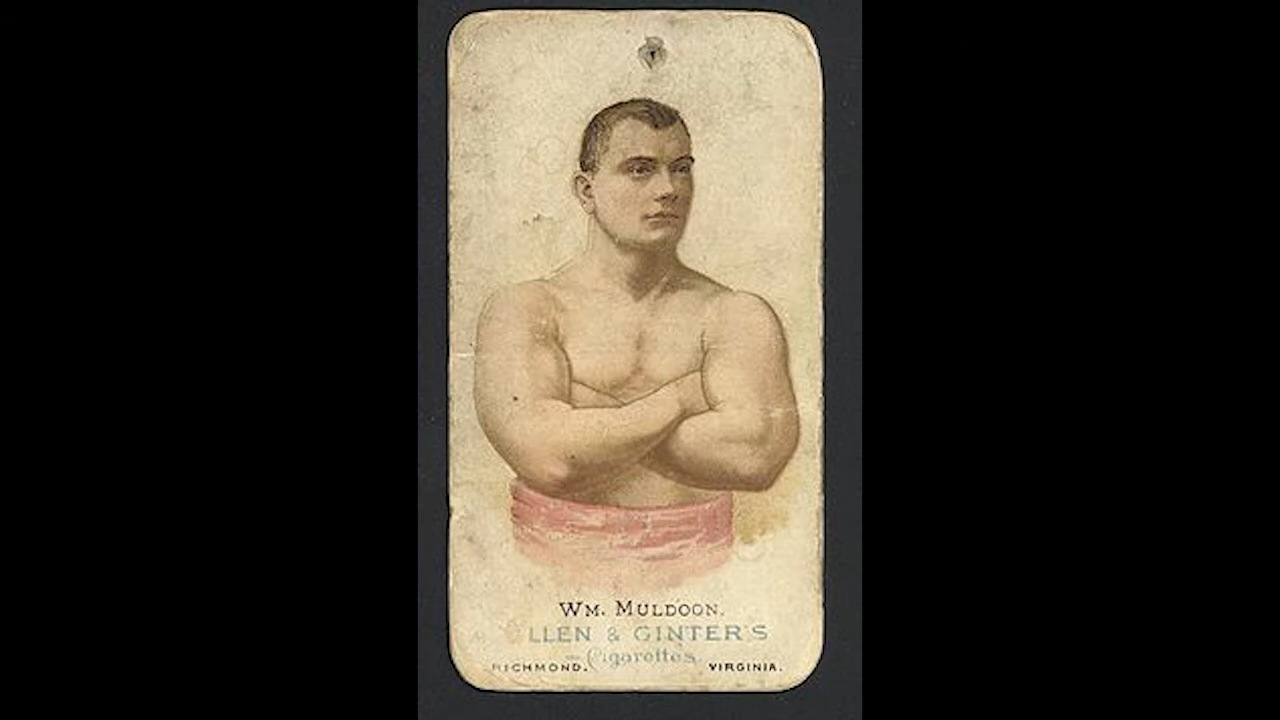 WM. MULDOON.
LLEN & GINTER'S
Cigarettes.
RICHMOND. VIRGINIA.